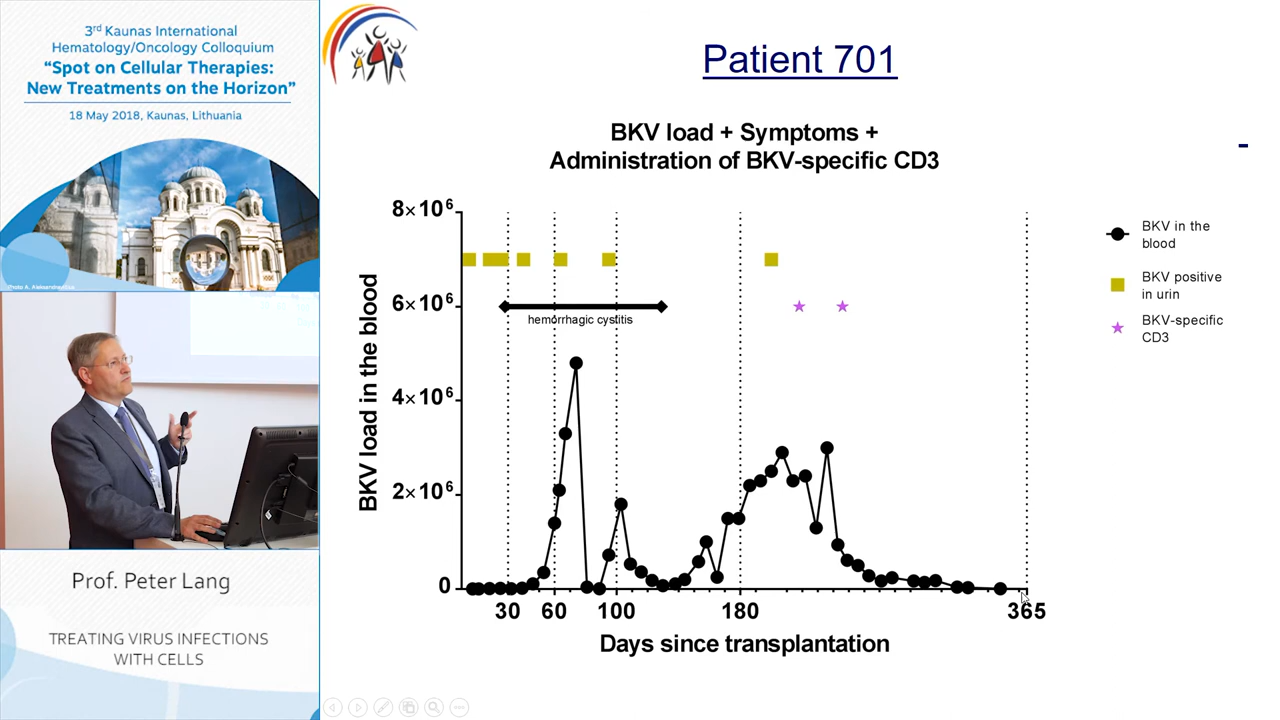 3rd Kaunas International
Hematology/Oncology Colloquium
“Spot on Cellular Therapies:
New Treatments on the Horizon”
18 May 2018, Kaunas, Lithuania
Photo A. Aleksandravičius
Prof. Peter Lang
TREATING VIRUS INFECTIONS
WITH CELLS
Patient 701
-
BKV load + Symptoms +
Administration of BKV-specific CD3
BKV load in the blood
8×10⁶
6×10⁶
4×10⁶
2×10⁶
0
hemorrhagic cystitis
30 60 100 180 365
Days since transplantation
BKV in the
blood
BKV positive
in urin
BKV-specific
CD3